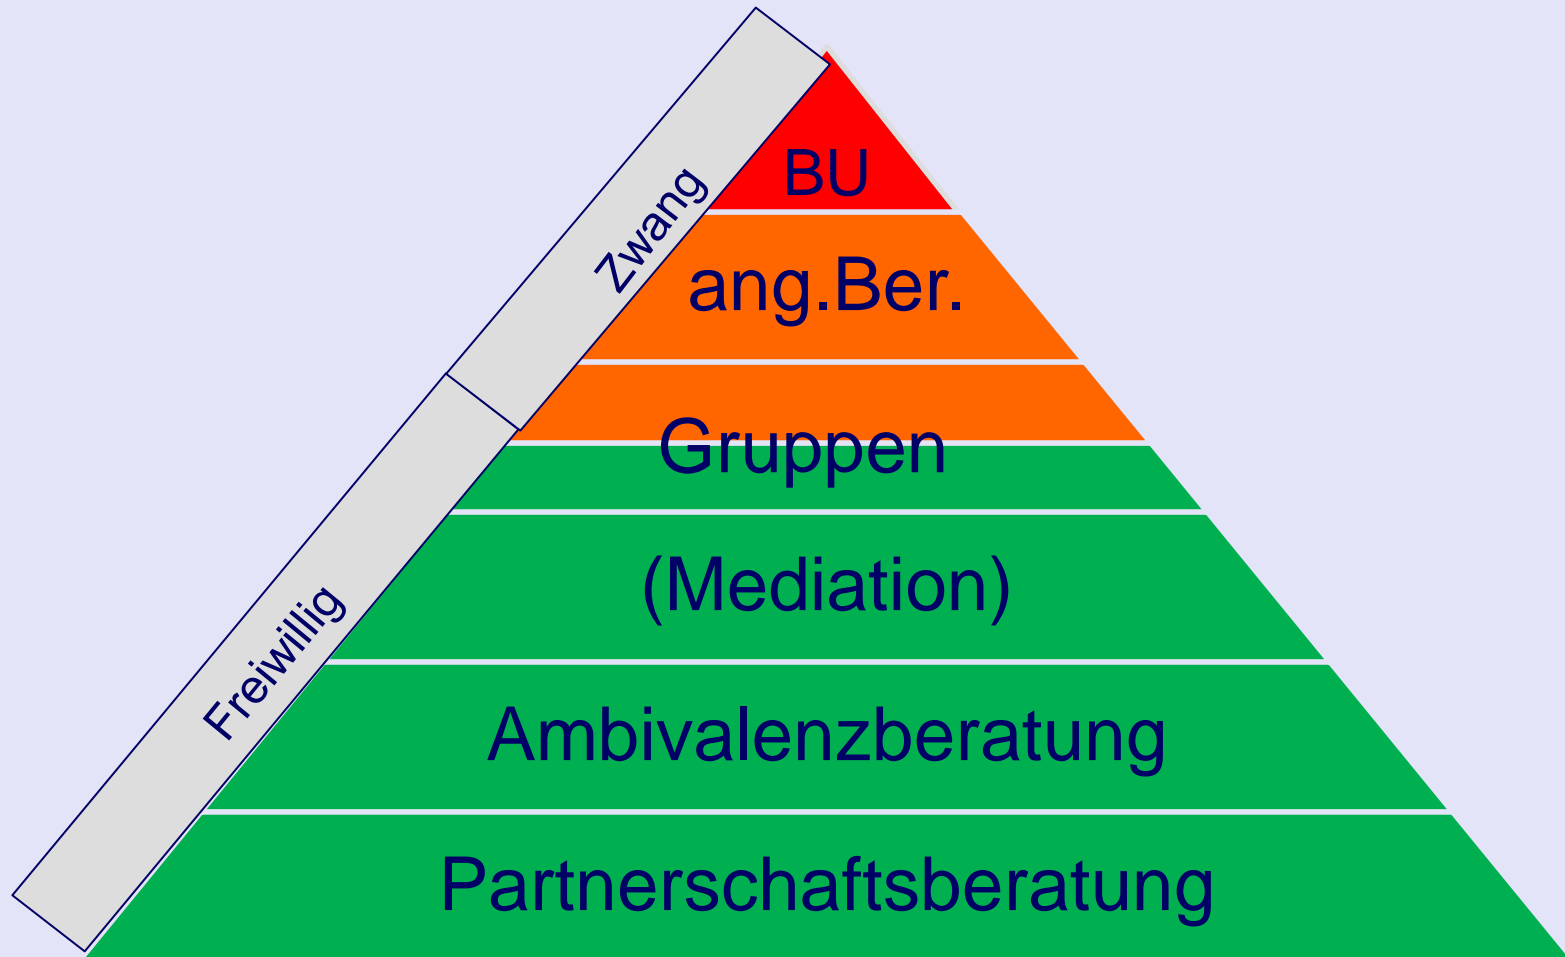 BU
Zwang
ang.Ber.
Gruppen
(Mediation)
Freiwillig
Ambivalenzberatung
Partnerschaftsberatung